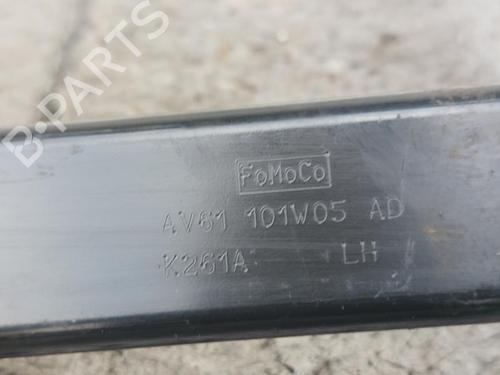 B-PARTS
FoMoCo
AV61 101W05 AD
K261A LH